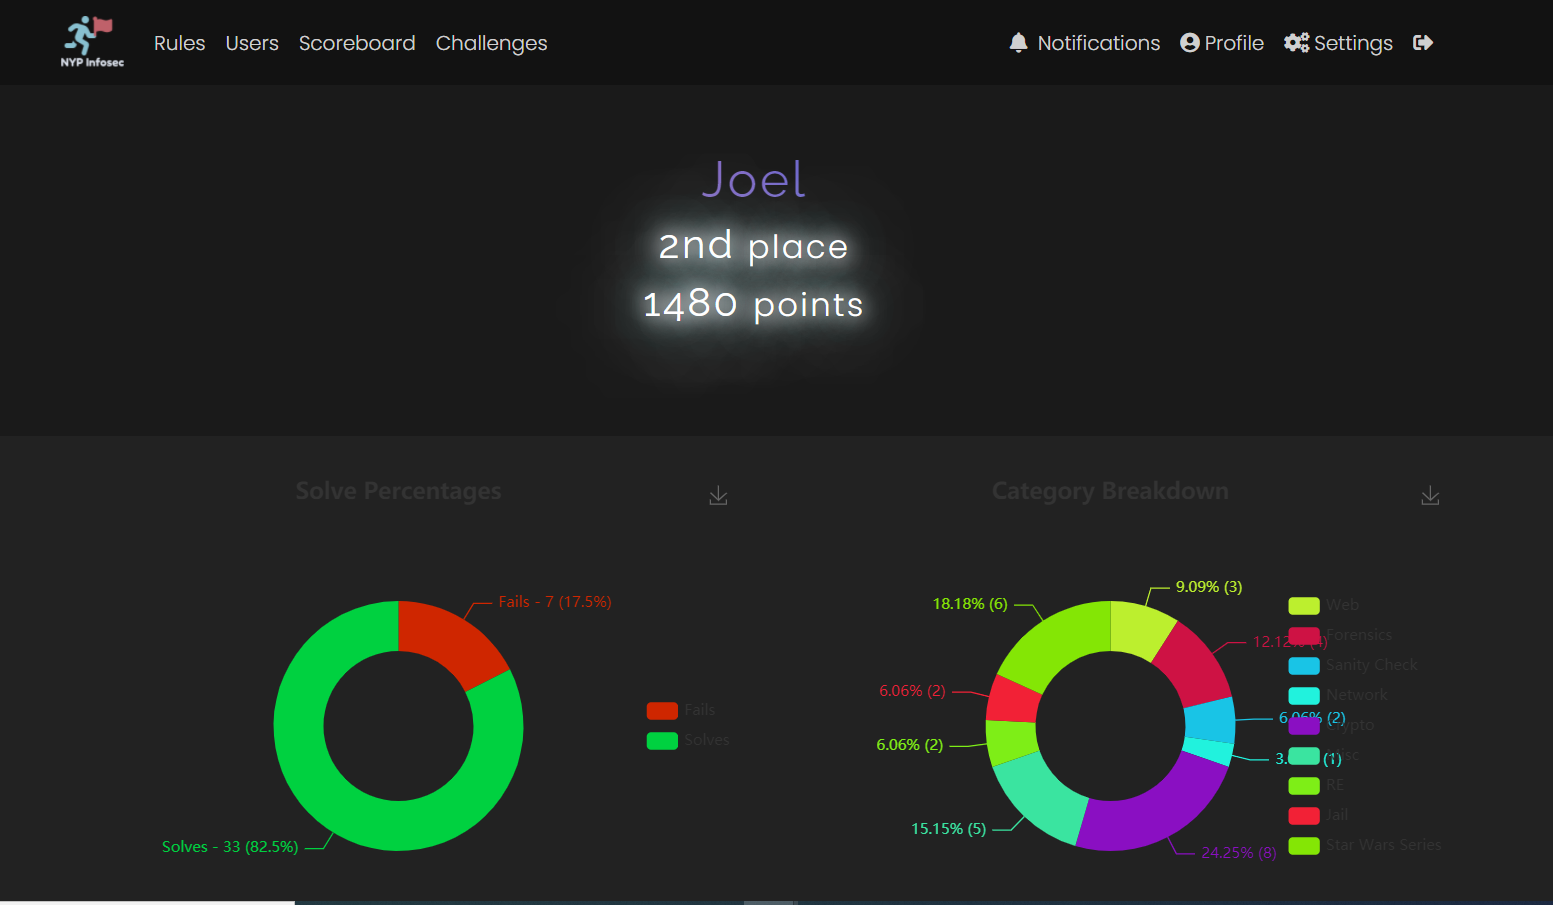 NYP Infosec
Rules Users Scoreboard Challenges
Notifications Profile Settings
Joel
2nd place
1480 points
Solve Percentages
Fails - 7 (17.5%)
Solves - 33 (82.5%)
Fails
Solves
Category Breakdown
9.09% (3)
18.18% (6)
12.12% (4)
6.06% (2)
6.06% (2)
6.06% (2)
15.15% (5)
24.25% (8)
Web
Forensics
Sanity Check
Network
Crypto
Misc
RE
Jail
Star Wars Series